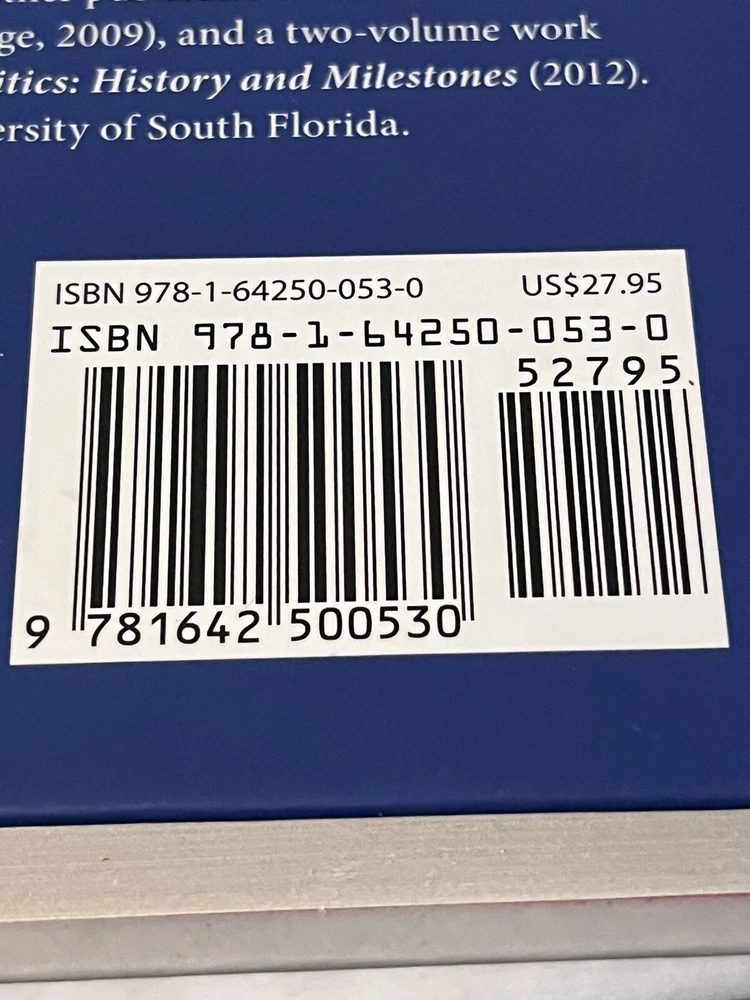 ge, 2009), and a two-volume work
itics: History and Milestones (2012).
ersity of South Florida.
ISBN 978-1-64250-053-0 US$27.95
ISBN 978-1-64250-053-0
52795
9 781642 500530